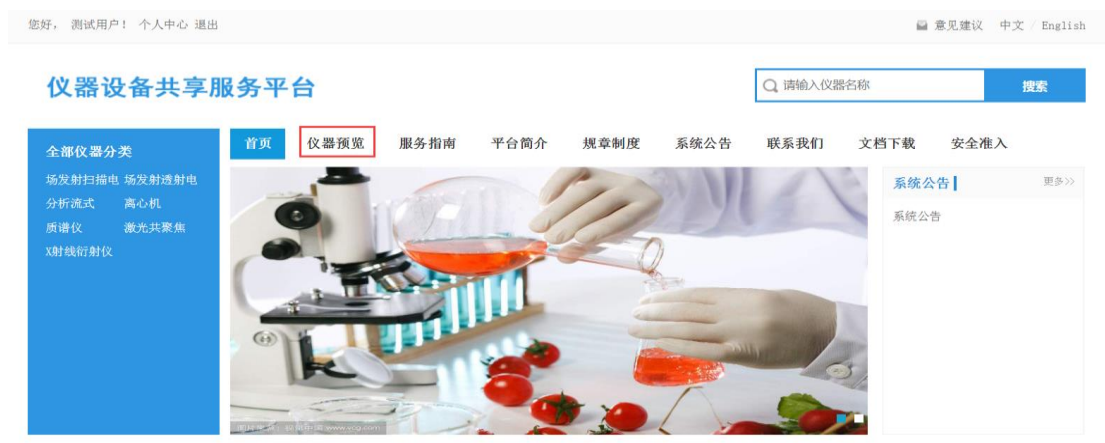 您好， 测试用户! 个人中心 退出
意见建议 中文 / English
仪器设备共享服务平台
请输入仪器名称 搜索
首页 仪器预览 服务指南 平台简介 规章制度 系统公告 联系我们 文档下载 安全准入
全部仪器分类
场发射扫描电 场发射透射电
分析流式 离心机
质谱仪 激光共聚焦
X射线衍射仪
系统公告 更多>>
系统公告
www.vcg.com